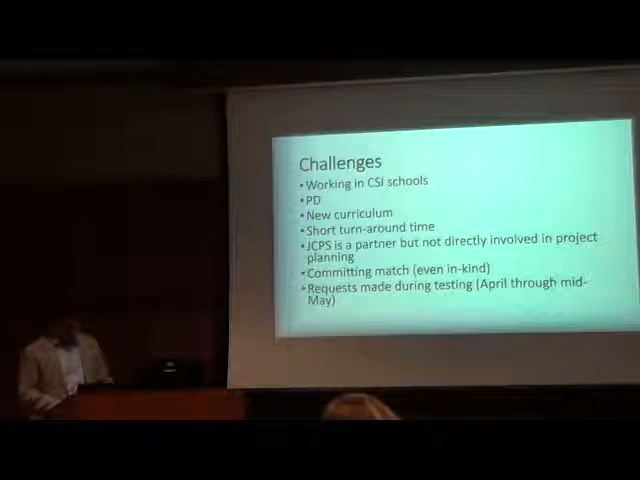 Challenges
• Working in CSI schools
• PD
• New curriculum
• Short turn-around time
• JCPS is a partner but not directly involved in project
planning
• Committing match (even in-kind)
• Requests made during testing (April through mid-
May)